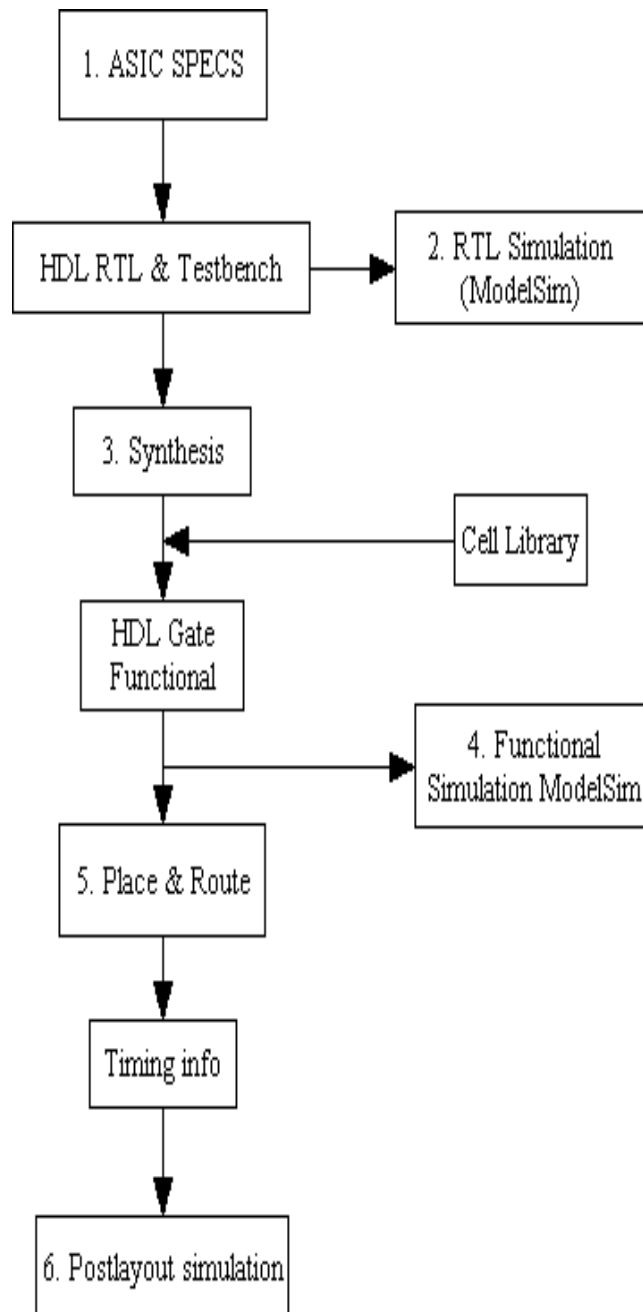 1. ASIC SPECS
HDL RTL & Testbench
2. RTL Simulation
(ModelSim)
3. Synthesis
Cell Library
HDL Gate
Functional
4. Functional
Simulation ModelSim
5. Place & Route
Timing info
6. Postlayout simulation